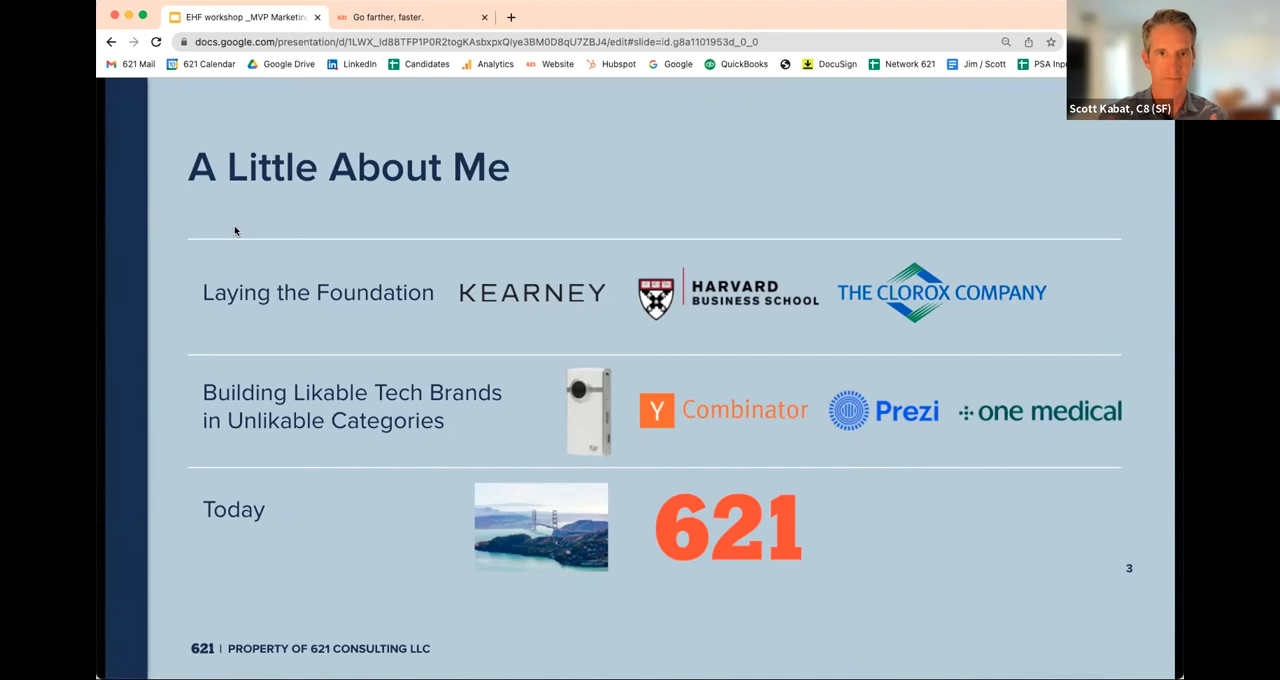 EHF workshop _MVP Marketin
621 Go farther, faster.
docs.google.com/presentation/d/1LWX_ld88TFP1P0R2togKAsbxpxQlye3BM0D8qU7ZBJ4/edit#slide=id.g8a1101953d_0_0
621 Mail 621 Calendar Google Drive LinkedIn Candidates Analytics 621 Website Hubspot Google QuickBooks DocuSign Network 621 Jim / Scott PSA Inp
Scott Kabat, C8 (SF)
A Little About Me
Laying the Foundation
KEARNEY
HARVARD
BUSINESS SCHOOL
THE CLOROX COMPANY
Building Likable Tech Brands
in Unlikable Categories
Y Combinator
Prezi
one medical
Today
621
3
621 | PROPERTY OF 621 CONSULTING LLC